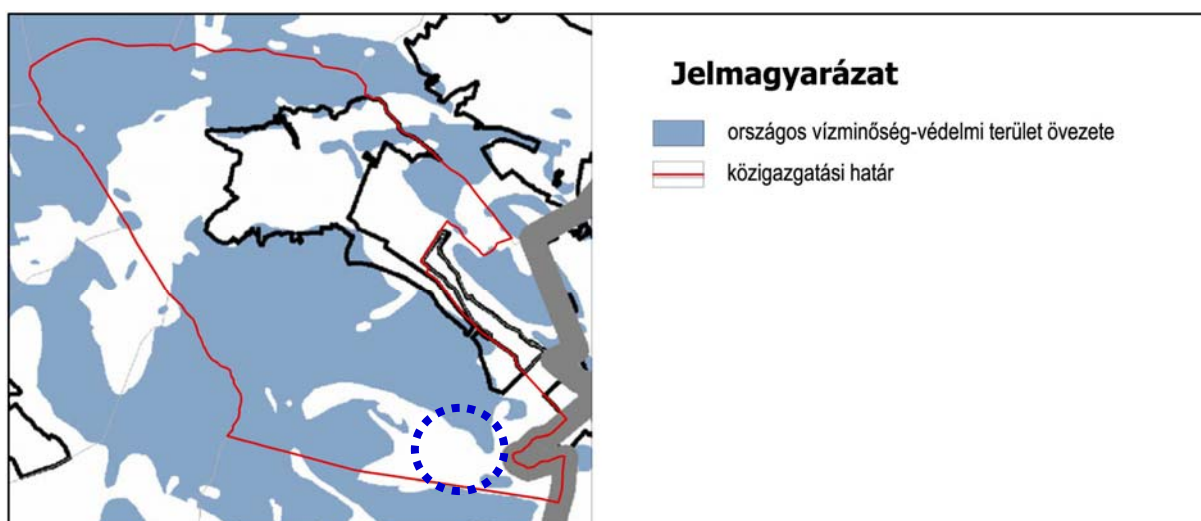 Jelmagyarázat
országos vízminőség-védelmi terület övezete
közigazgatási határ